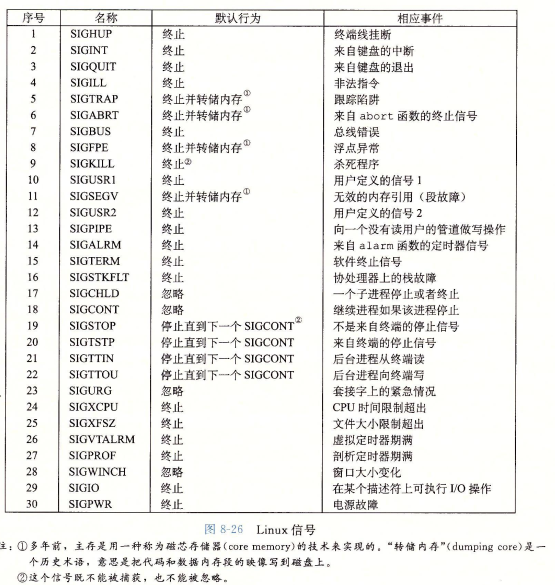 序号 名称 默认行为 相应事件
1 SIGHUP 终止 终端线挂断
2 SIGINT 终止 来自键盘的中断
3 SIGQUIT 终止 来自键盘的退出
4 SIGILL 终止 非法指令
5 SIGTRAP 终止并转储内存① 跟踪陷阱
6 SIGABRT 终止并转储内存① 来自 abort 函数的终止信号
7 SIGBUS 终止 总线错误
8 SIGFPE 终止并转储内存① 浮点异常
9 SIGKILL 终止② 杀死程序
10 SIGUSR1 终止 用户定义的信号 1
11 SIGSEGV 终止并转储内存① 无效的内存引用（段故障）
12 SIGUSR2 终止 用户定义的信号 2
13 SIGPIPE 终止 向一个没有读用户的管道做写操作
14 SIGALRM 终止 来自 alarm 函数的定时器信号
15 SIGTERM 终止 软件终止信号
16 SIGSTKFLT 终止 协处理器上的栈故障
17 SIGCHLD 忽略 一个子进程停止或者终止
18 SIGCONT 忽略 继续进程如果该进程停止
19 SIGSTOP 停止直到下一个 SIGCONT② 不是来自终端的停止信号
20 SIGTSTP 停止直到下一个 SIGCONT 来自终端的停止信号
21 SIGTTIN 停止直到下一个 SIGCONT 后台进程从终端读
22 SIGTTOU 停止直到下一个 SIGCONT 后台进程向终端写
23 SIGURG 忽略 套接字上的紧急情况
24 SIGXCPU 终止 CPU 时间限制超出
25 SIGXFSZ 终止 文件大小限制超出
26 SIGVTALRM 终止 虚拟定时器期满
27 SIGPROF 终止 剖析定时器期满
28 SIGWINCH 忽略 窗口大小变化
29 SIGIO 终止 在某个描述符上可执行 I/O 操作
30 SIGPWR 终止 电源故障
图 8-26 Linux 信号
注：①多年前，主存是用一种称为磁芯存储器(core memory)的技术来实现的。“转储内存”(dumping core)是一
个历史术语，意思是把代码和数据内存段的映像写到磁盘上。
②这个信号既不能被捕获，也不能被忽略。